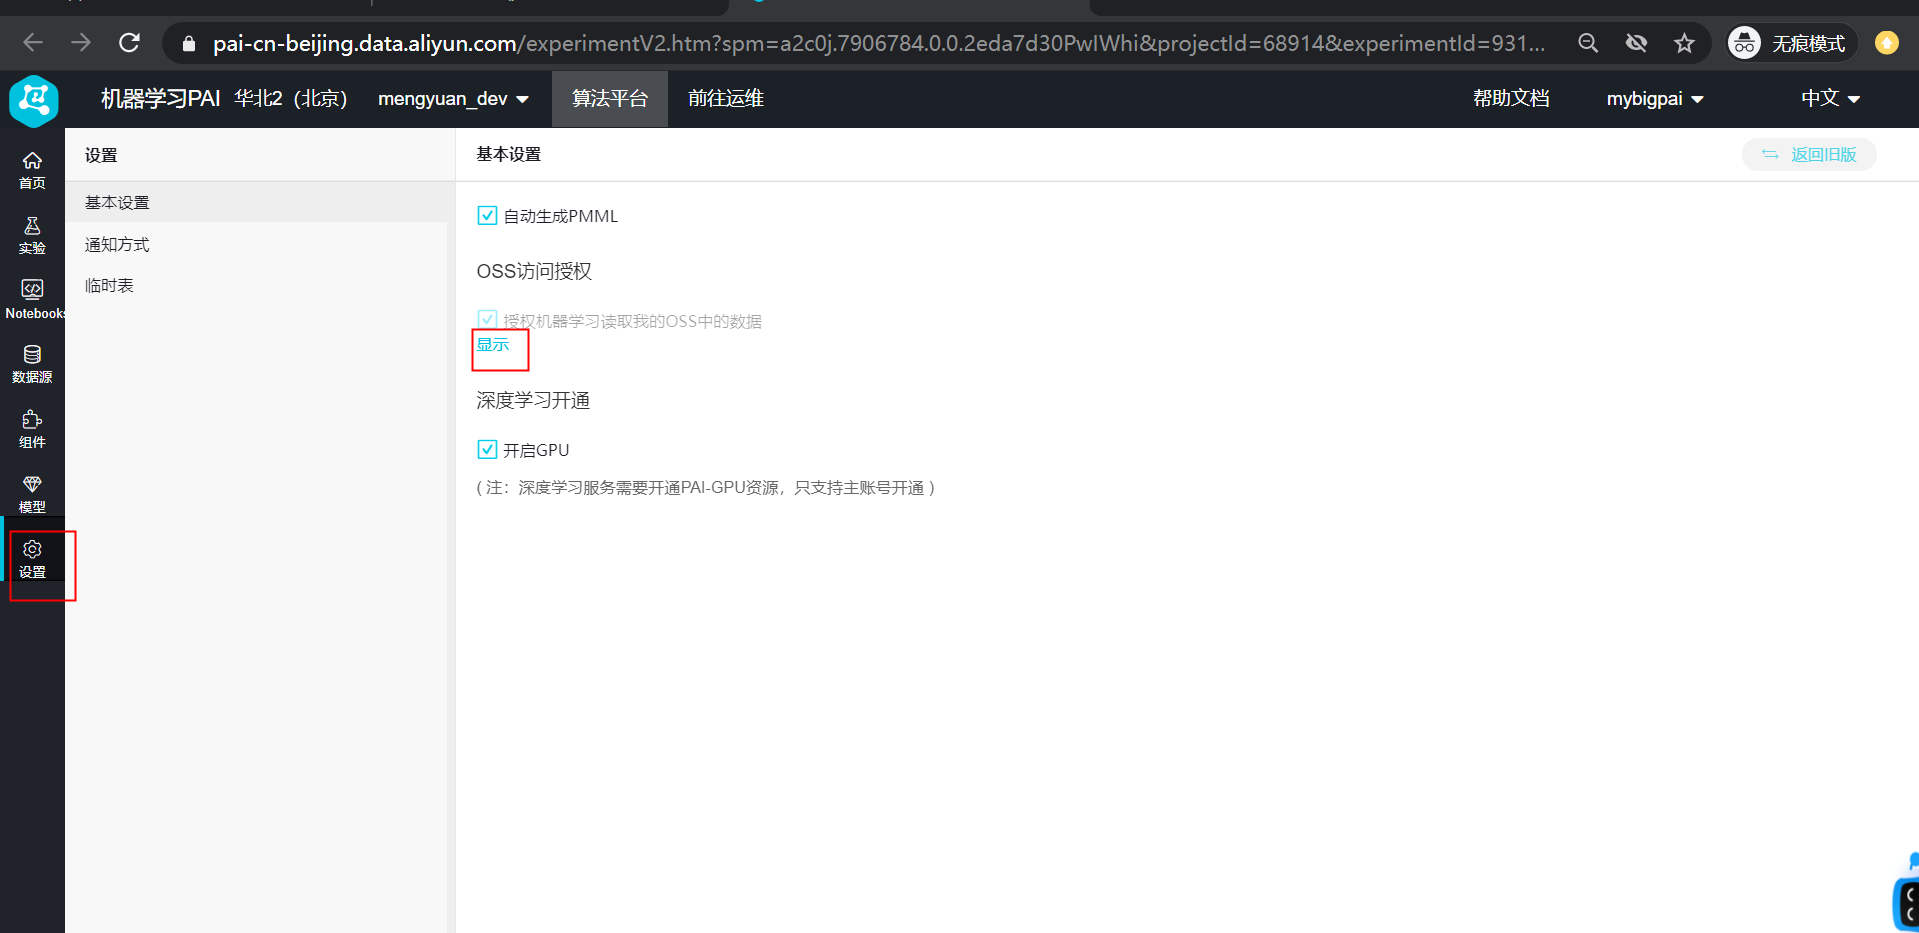 pai-cn-beijing.data.aliyun.com/experimentV2.htm?spm=a2c0j.7906784.0.0.2eda7d30PwIWhi&projectId=68914&experimentId=931...
无痕模式
机器学习PAI 华北2（北京） mengyuan_dev 算法平台 前往运维 帮助文档 mybigpai 中文
首页
实验
Notebooks
数据源
组件
模型
设置
设置
基本设置
通知方式
临时表
基本设置
返回旧版
自动生成PMML
OSS访问授权
授权机器学习读取我的OSS中的数据
显示
深度学习开通
开启GPU
( 注：深度学习服务需要开通PAI-GPU资源，只支持主账号开通 )